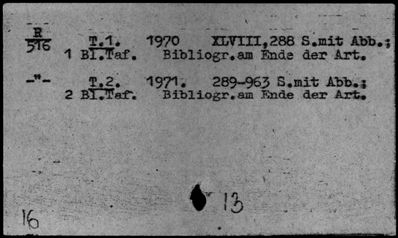 R
516 T.1. 1970 XLVIII,288 S.mit Abb.;
1 Bl.Taf. Bibliogr.am Ende der Art.
-"- T.2. 1971. 289-963 S.mit Abb.;
2 Bl.Taf. Bibliogr.am Ende der Art.
13
16